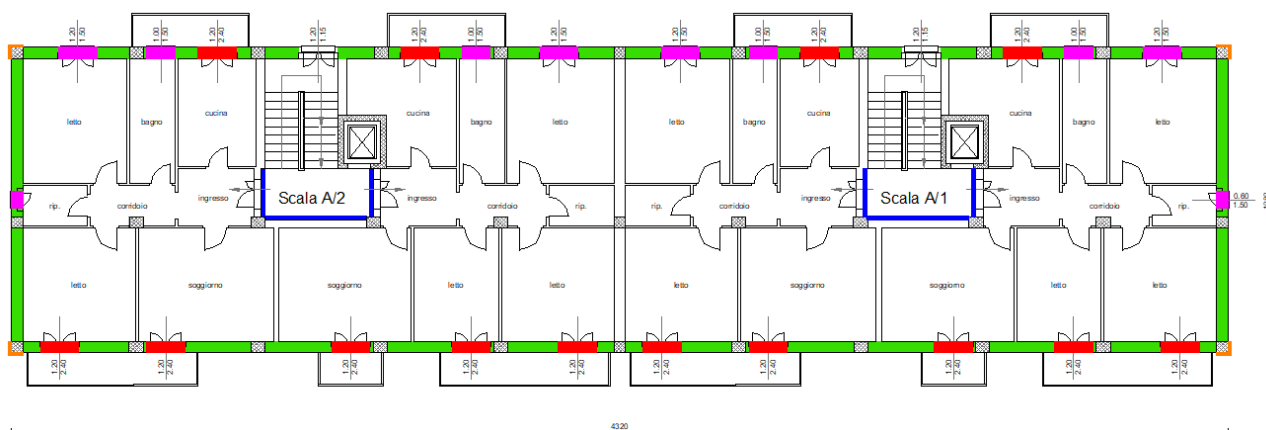 1.20
1.50
1.00
1.50
1.20
2.40
1.20
1.15
1.20
2.40
1.00
1.50
1.20
1.50
1.20
1.50
1.00
1.50
1.20
2.40
1.20
1.15
1.20
2.40
1.00
1.50
1.20
1.50
letto
bagno
cucina
cucina
bagno
letto
letto
bagno
cucina
cucina
bagno
letto
rip.
corridoio
ingresso
Scala A/2
ingresso
corridoio
rip.
rip.
corridoio
ingresso
Scala A/1
ingresso
corridoio
rip.
0.60
1.50
letto
soggiorno
soggiorno
letto
letto
letto
soggiorno
soggiorno
letto
letto
1.20
2.40
1.20
2.40
1.20
2.40
1.20
2.40
1.20
2.40
1.20
2.40
1.20
2.40
1.20
2.40
1.20
2.40
1.20
2.40
4320